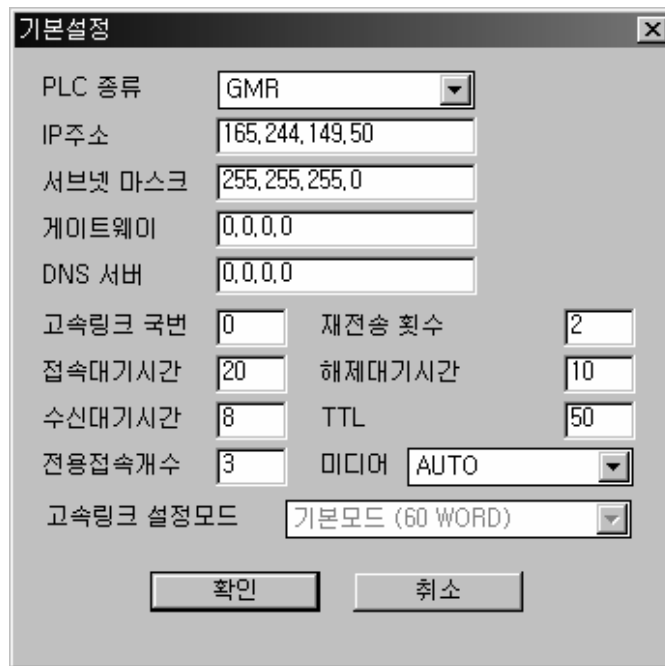 기본설정
PLC 종류 GMR
IP주소 165,244,149,50
서브넷 마스크 255,255,255,0
게이트웨이 0,0,0,0
DNS 서버 0,0,0,0
고속링크 국번 0 재전송 횟수 2
접속대기시간 20 해제대기시간 10
수신대기시간 8 TTL 50
전용접속개수 3 미디어 AUTO
고속링크 설정모드 기본모드 (60 WORD)
확인 취소